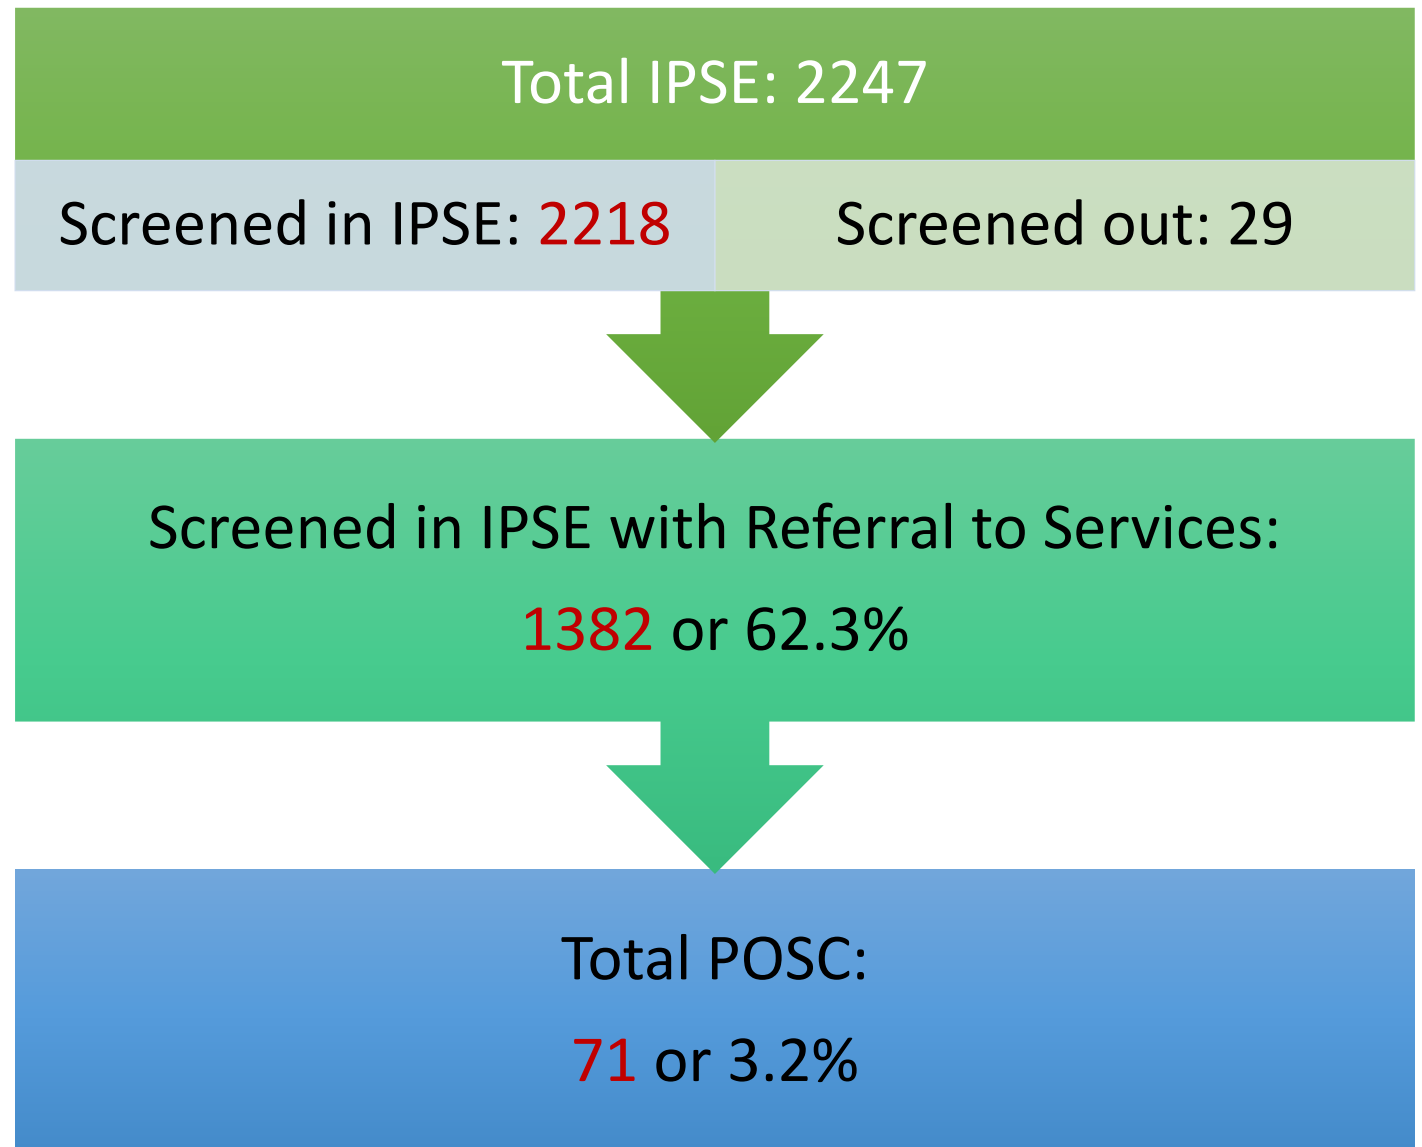 Total IPSE: 2247
Screened in IPSE: 2218
Screened out: 29
Screened in IPSE with Referral to Services:
1382 or 62.3%
Total POSC:
71 or 3.2%